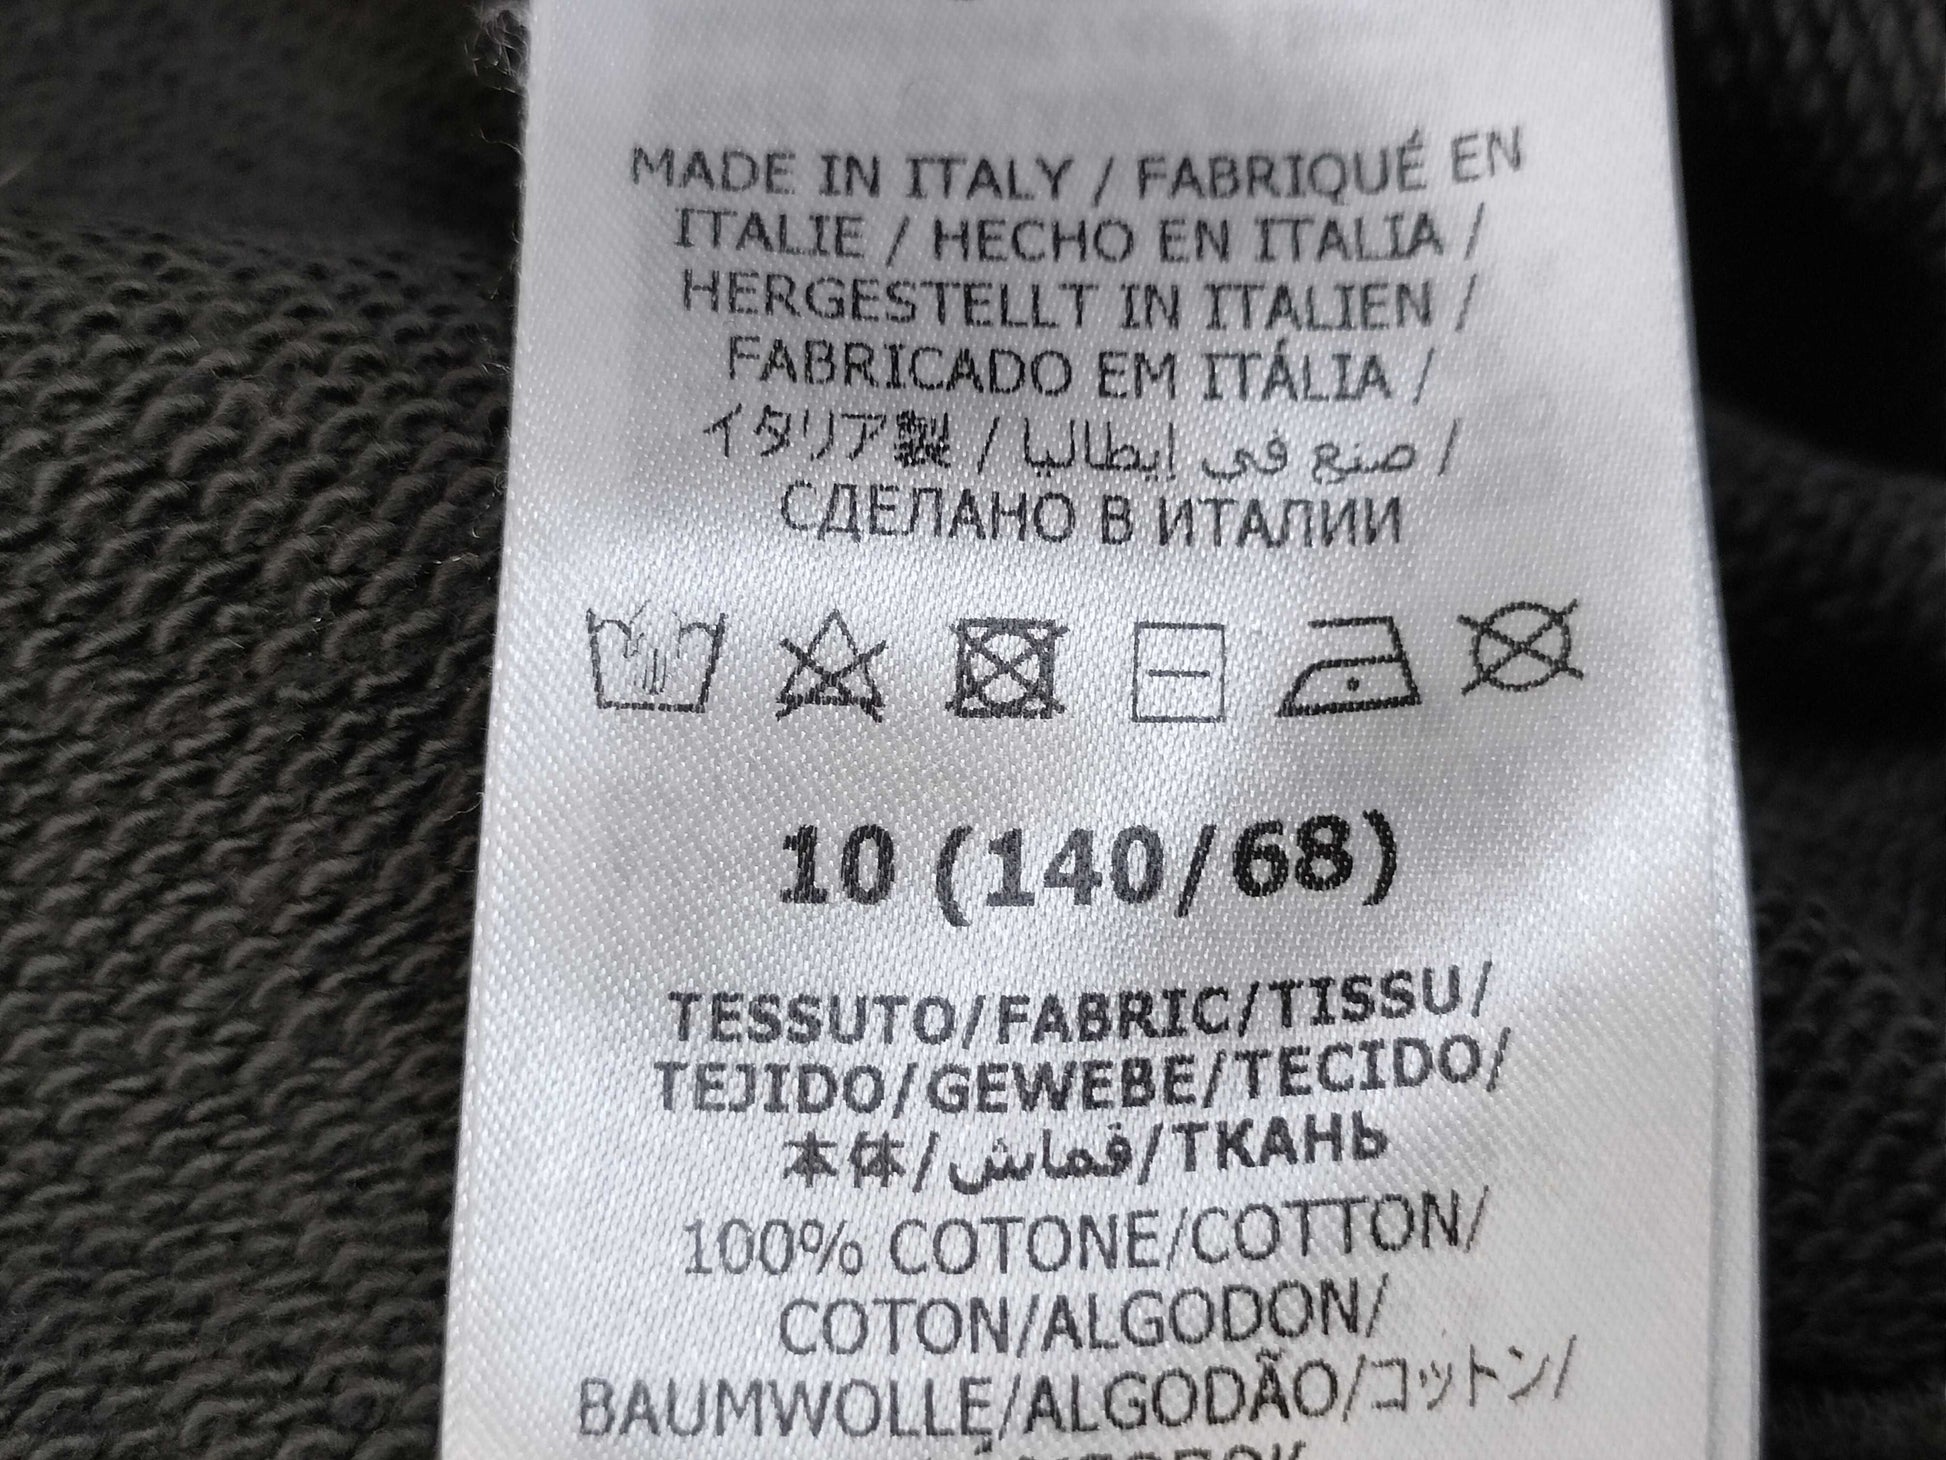 MADE IN ITALY / FABRIQUÉ EN
ITALIE / HECHO EN ITALIA /
HERGESTELLT IN ITALIEN /
FABRICADO EM ITÁLIA /
イタリア製 / صنع في إيطاليا /
СДЕЛАНО В ИТАЛИИ
10 (140/68)
TESSUTO/FABRIC/TISSU/
TEJIDO/GEWEBE/TECIDO/
本体/قماش/ТКАНЬ
100% COTONE/COTTON/
COTON/ALGODON/
BAUMWOLLE/ALGODÃO/コットン/